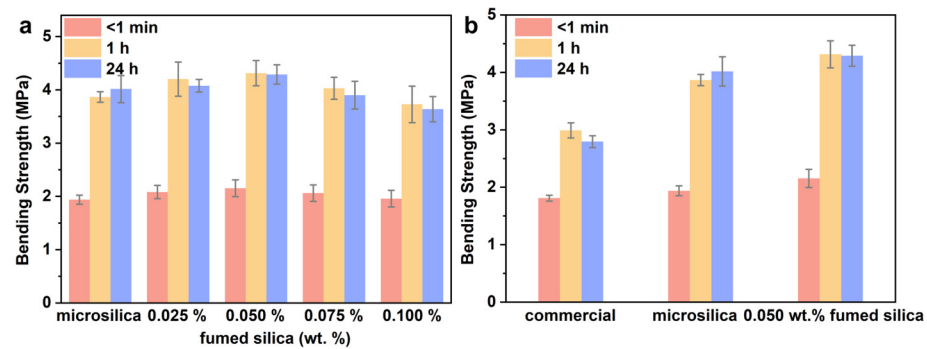 a
<1 min
1 h
24 h
Bending Strength (MPa)
5
4
3
2
1
0
microsilica 0.025 % 0.050 % 0.075 % 0.100 %
fumed silica (wt. %)
b
<1 min
1 h
24 h
Bending Strength (MPa)
5
4
3
2
1
0
commercial microsilica 0.050 wt.% fumed silica